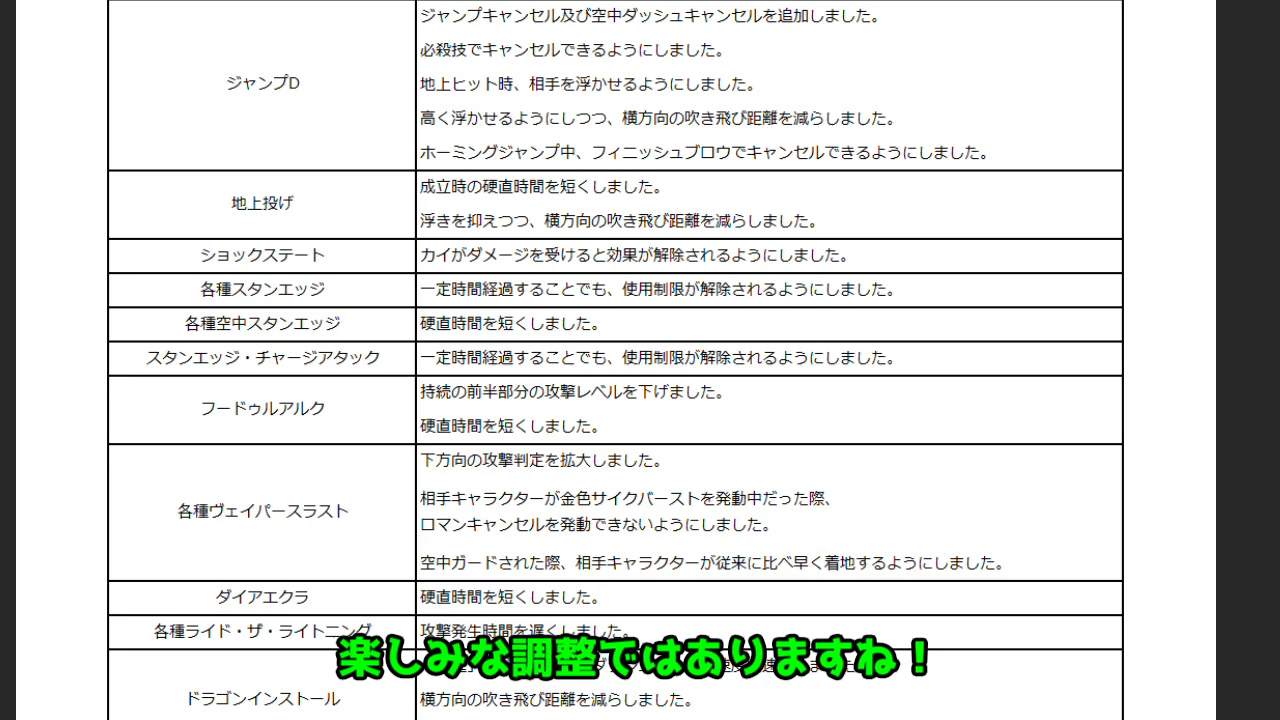 ジャンプキャンセル及び空中ダッシュキャンセルを追加しました。
必殺技でキャンセルできるようにしました。
ジャンプD
地上ヒット時、相手を浮かせるようにしました。
高く浮かせるようにしつつ、横方向の吹き飛び距離を減らしました。
ホーミングジャンプ中、フィニッシュブロウでキャンセルできるようにしました。
地上投げ
成立時の硬直時間を短くしました。
浮きを抑えつつ、横方向の吹き飛び距離を減らしました。
ショックステート
カイがダメージを受けると効果が解除されるようにしました。
各種スタンエッジ
一定時間経過することでも、使用制限が解除されるようにしました。
各種空中スタンエッジ
硬直時間を短くしました。
スタンエッジ・チャージアタック
一定時間経過することでも、使用制限が解除されるようにしました。
フードゥルアルク
持続の前半部分の攻撃レベルを下げました。
硬直時間を短くしました。
各種ヴェイパースラスト
下方向の攻撃判定を拡大しました。
相手キャラクターが金色サイクバーストを発動中だった際、
ロマンキャンセルを発動できないようにしました。
空中ガードされた際、相手キャラクターが従来に比べ早く着地するようにしました。
ダイアエクラ
硬直時間を短くしました。
各種ライド・ザ・ライトニング
攻撃発生時間を遅くしました。
楽しみな調整ではありますね！
ドラゴンインストール
横方向の吹き飛び距離を減らしました。